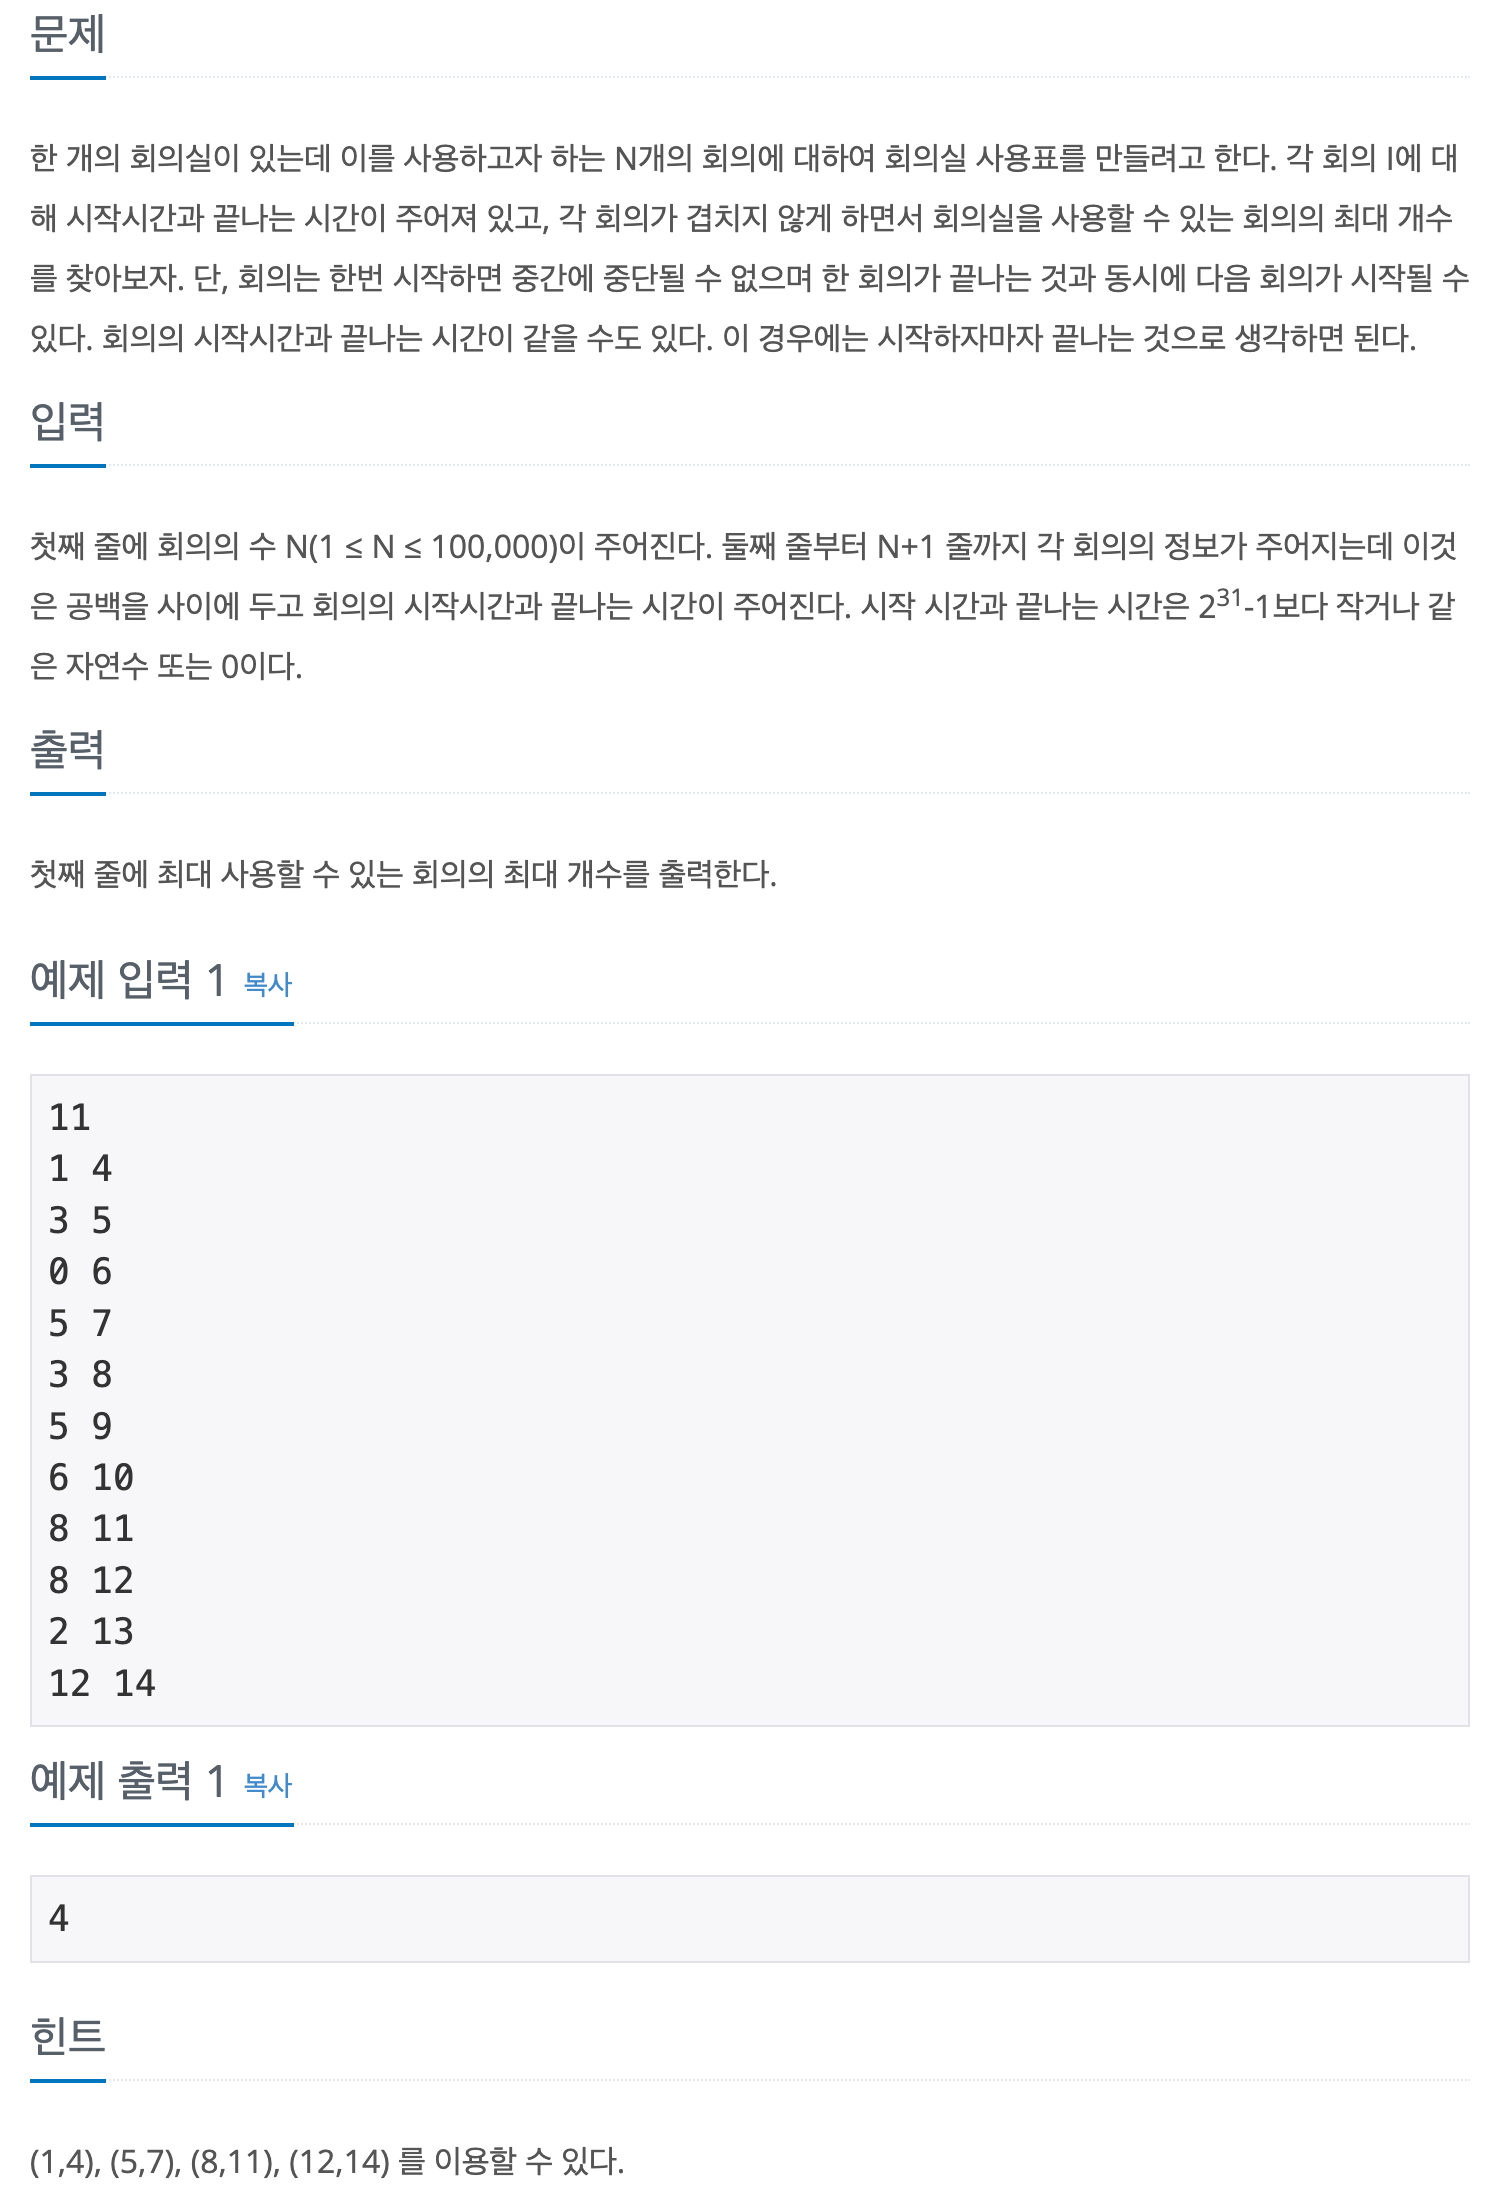 문제
한 개의 회의실이 있는데 이를 사용하고자 하는 N개의 회의에 대하여 회의실 사용표를 만들려고 한다. 각 회의 I에 대
해 시작시간과 끝나는 시간이 주어져 있고, 각 회의가 겹치지 않게 하면서 회의실을 사용할 수 있는 회의의 최대 개수
를 찾아보자. 단, 회의는 한번 시작하면 중간에 중단될 수 없으며 한 회의가 끝나는 것과 동시에 다음 회의가 시작될 수
있다. 회의의 시작시간과 끝나는 시간이 같을 수도 있다. 이 경우에는 시작하자마자 끝나는 것으로 생각하면 된다.
입력
첫째 줄에 회의의 수 N(1 ≤ N ≤ 100,000)이 주어진다. 둘째 줄부터 N+1 줄까지 각 회의의 정보가 주어지는데 이것
은 공백을 사이에 두고 회의의 시작시간과 끝나는 시간이 주어진다. 시작 시간과 끝나는 시간은 2³¹-1보다 작거나 같
은 자연수 또는 0이다.
출력
첫째 줄에 최대 사용할 수 있는 회의의 최대 개수를 출력한다.
예제 입력 1 복사
11
1 4
3 5
0 6
5 7
3 8
5 9
6 10
8 11
8 12
2 13
12 14
예제 출력 1 복사
4
힌트
(1,4), (5,7), (8,11), (12,14) 를 이용할 수 있다.